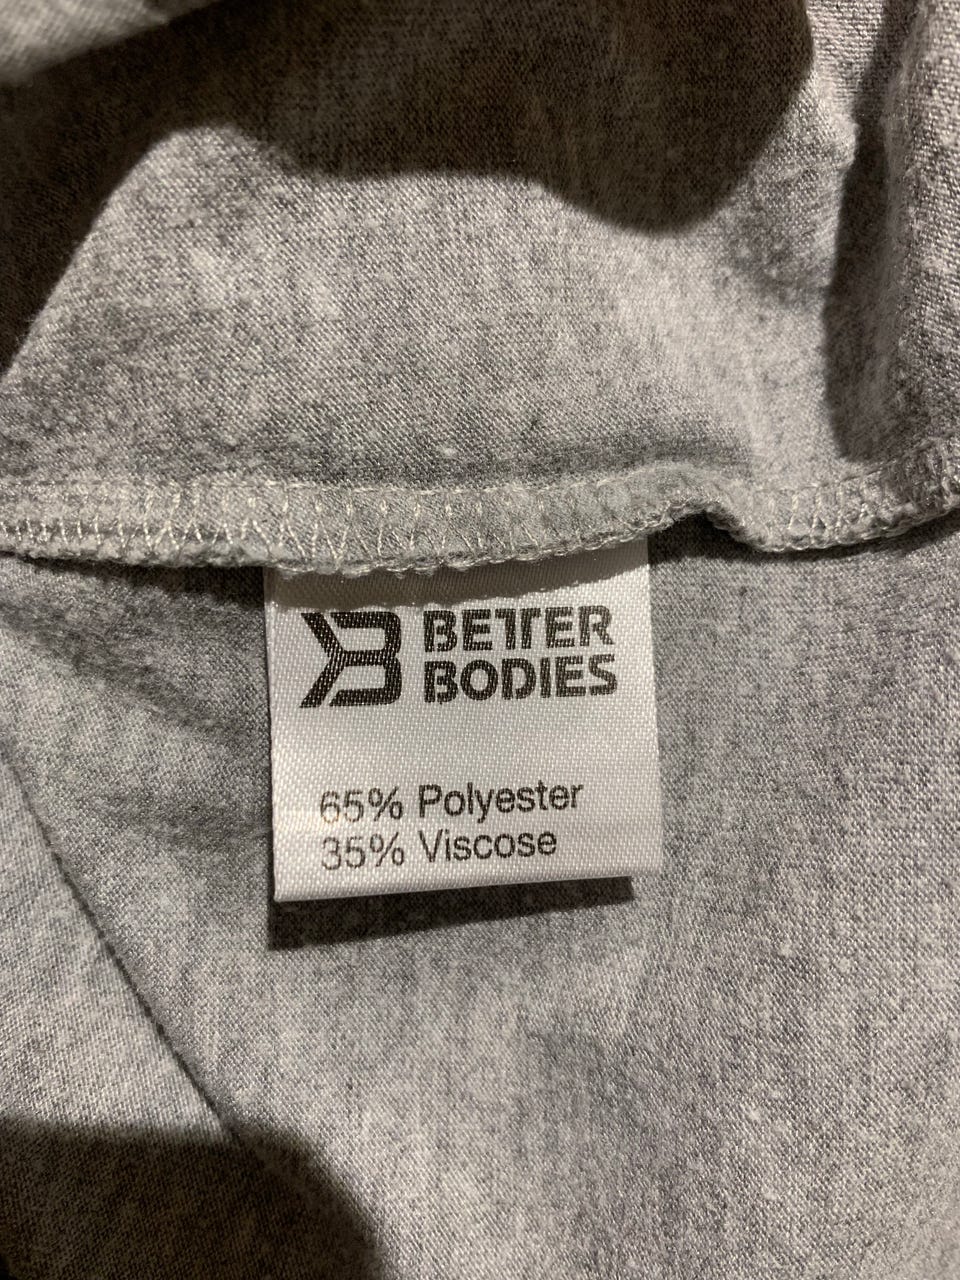 BETTER
BODIES
65% Polyester
35% Viscose